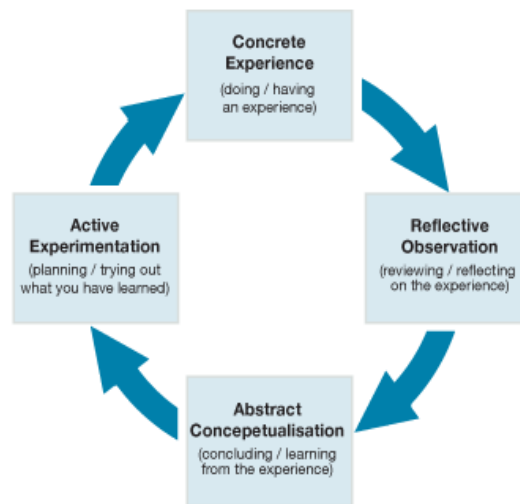 Concrete
Experience
(doing / having
an experience)
Reflective
Observation
(reviewing / reflecting
on the experience)
Abstract
Concepetualisation
(concluding / learning
from the experience)
Active
Experimentation
(planning / trying out
what you have learned)